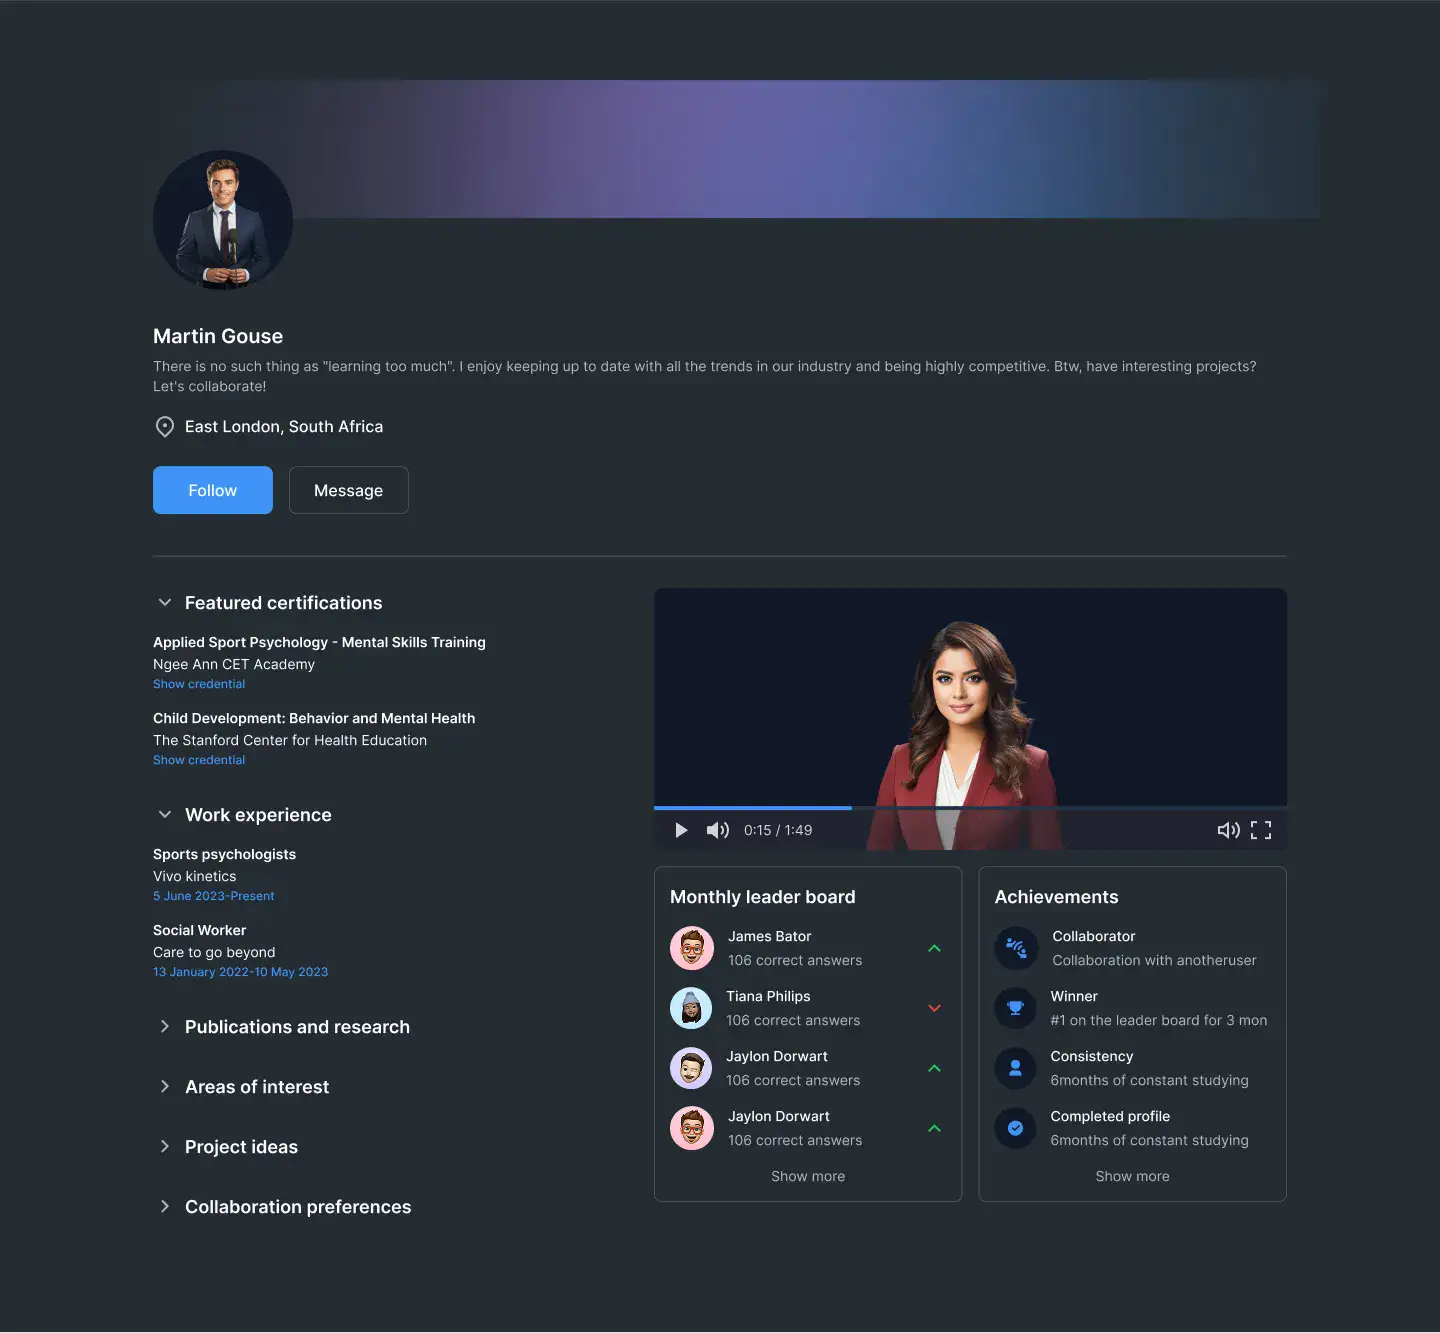 Martin Gouse
There is no such thing as "learning too much". I enjoy keeping up to date with all the trends in our industry and being highly competitive. Btw, have interesting projects?
Let's collaborate!
East London, South Africa
Follow
Message
Featured certifications
Applied Sport Psychology - Mental Skills Training
Ngee Ann CET Academy
Show credential
Child Development: Behavior and Mental Health
The Stanford Center for Health Education
Show credential
Work experience
Sports psychologists
Vivo kinetics
5 June 2023-Present
Social Worker
Care to go beyond
13 January 2022-10 May 2023
Publications and research
Areas of interest
Project ideas
Collaboration preferences
0:15 / 1:49
Monthly leader board
James Bator
106 correct answers
Tiana Philips
106 correct answers
Jaylon Dorwart
106 correct answers
Jaylon Dorwart
106 correct answers
Show more
Achievements
Collaborator
Collaboration with anotheruser
Winner
#1 on the leader board for 3 mon
Consistency
6months of constant studying
Completed profile
6months of constant studying
Show more